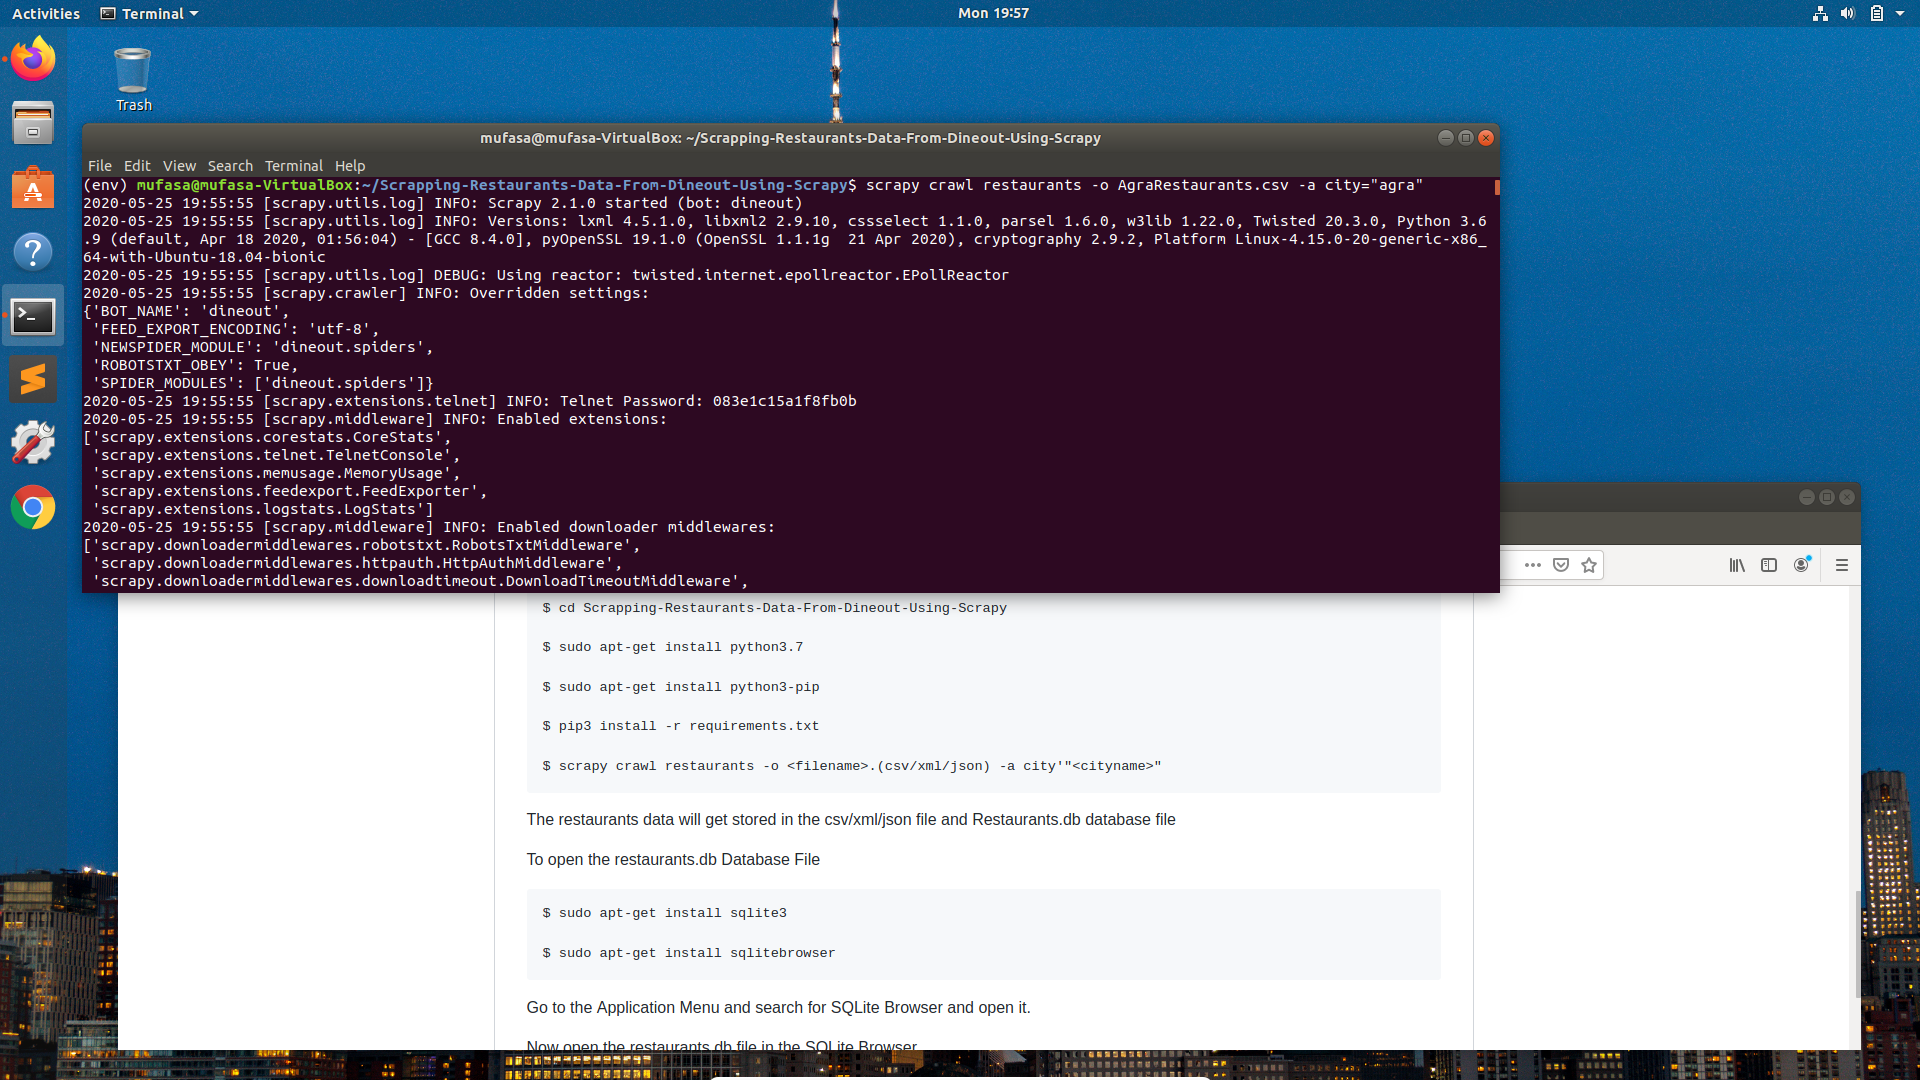 Activities
Terminal
Mon 19:57
Trash
mufasa@mufasa-VirtualBox: ~/Scrapping-Restaurants-Data-From-Dineout-Using-Scrapy
File Edit View Search Terminal Help
(env) mufasa@mufasa-VirtualBox:~/Scrapping-Restaurants-Data-From-Dineout-Using-Scrapy$ scrapy crawl restaurants -o AgraRestaurants.csv -a city="agra"
2020-05-25 19:55:55 [scrapy.utils.log] INFO: Scrapy 2.1.0 started (bot: dineout)
2020-05-25 19:55:55 [scrapy.utils.log] INFO: Versions: lxml 4.5.1.0, libxml2 2.9.10, cssselect 1.1.0, parsel 1.6.0, w3lib 1.22.0, Twisted 20.3.0, Python 3.6
.9 (default, Apr 18 2020, 01:56:04) - [GCC 8.4.0], pyOpenSSL 19.1.0 (OpenSSL 1.1.1g  21 Apr 2020), cryptography 2.9.2, Platform Linux-4.15.0-20-generic-x86_
64-with-Ubuntu-18.04-bionic
2020-05-25 19:55:55 [scrapy.utils.log] DEBUG: Using reactor: twisted.internet.epollreactor.EPollReactor
2020-05-25 19:55:55 [scrapy.crawler] INFO: Overridden settings:
{'BOT_NAME': 'dineout',
 'FEED_EXPORT_ENCODING': 'utf-8',
 'NEWSPIDER_MODULE': 'dineout.spiders',
 'ROBOTSTXT_OBEY': True,
 'SPIDER_MODULES': ['dineout.spiders']}
2020-05-25 19:55:55 [scrapy.extensions.telnet] INFO: Telnet Password: 083e1c15a1f8fb0b
2020-05-25 19:55:55 [scrapy.middleware] INFO: Enabled extensions:
['scrapy.extensions.corestats.CoreStats',
 'scrapy.extensions.telnet.TelnetConsole',
 'scrapy.extensions.memusage.MemoryUsage',
 'scrapy.extensions.feedexport.FeedExporter',
 'scrapy.extensions.logstats.LogStats']
2020-05-25 19:55:55 [scrapy.middleware] INFO: Enabled downloader middlewares:
['scrapy.downloadermiddlewares.robotstxt.RobotsTxtMiddleware',
 'scrapy.downloadermiddlewares.httpauth.HttpAuthMiddleware',
 'scrapy.downloadermiddlewares.downloadtimeout.DownloadTimeoutMiddleware',
$ cd Scrapping-Restaurants-Data-From-Dineout-Using-Scrapy
$ sudo apt-get install python3.7
$ sudo apt-get install python3-pip
$ pip3 install -r requirements.txt
$ scrapy crawl restaurants -o <filename>.(csv/xml/json) -a city'"<cityname>"
The restaurants data will get stored in the csv/xml/json file and Restaurants.db database file
To open the restaurants.db Database File
$ sudo apt-get install sqlite3
$ sudo apt-get install sqlitebrowser
Go to the Application Menu and search for SQLite Browser and open it.
Now open the restaurants.db file in the SQLite Browser